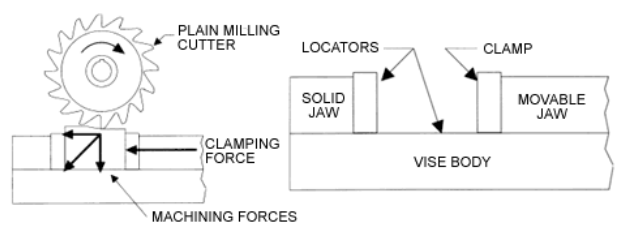 PLAIN MILLING
CUTTER
CLAMPING
FORCE
MACHINING FORCES
LOCATORS
CLAMP
SOLID
JAW
MOVABLE
JAW
VISE BODY